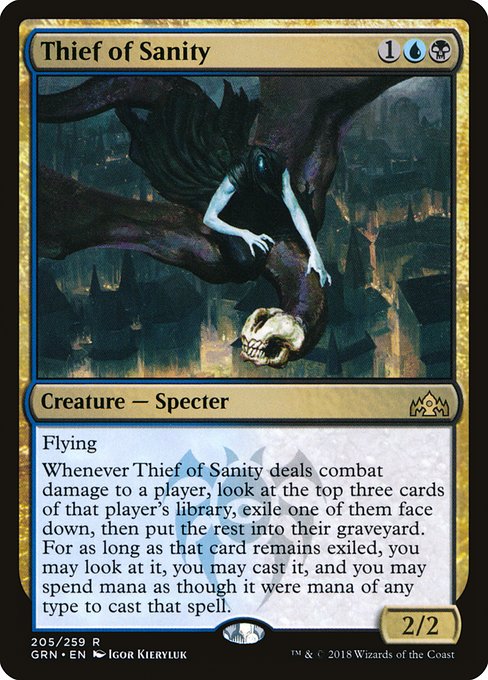 Thief of Sanity 1
Creature — Specter
Flying
Whenever Thief of Sanity deals combat
damage to a player, look at the top three cards
of that player's library, exile one of them face
down, then put the rest into their graveyard.
For as long as that card remains exiled, you
may look at it, you may cast it, and you may
spend mana as though it were mana of any
type to cast that spell.
2/2
205/259 R
GRN • EN Igor Kieryluk
™ & © 2018 Wizards of the Coast